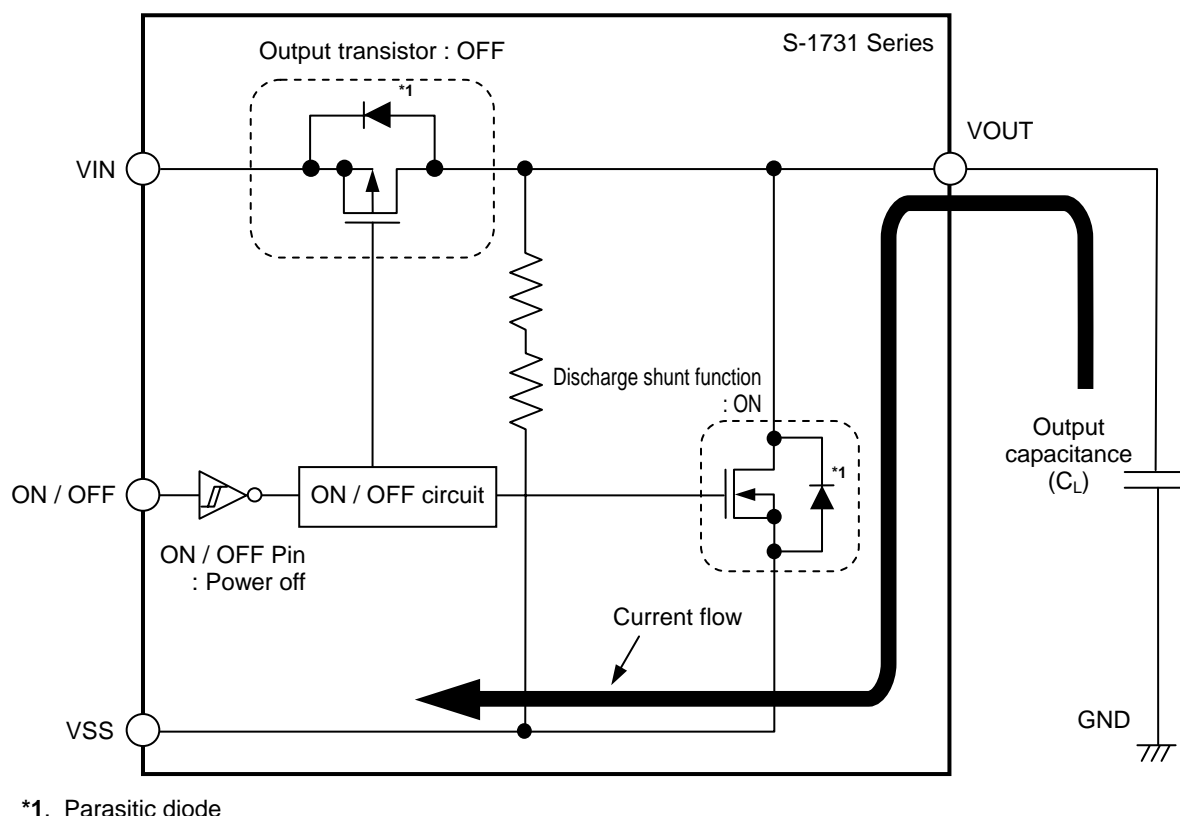 S-1731 Series
Output transistor : OFF
*1
VOUT
VIN
Discharge shunt function
: ON
*1
Output
capacitance
(CL)
ON / OFF
ON / OFF circuit
ON / OFF Pin
: Power off
Current flow
VSS
GND
*1. Parasitic diode